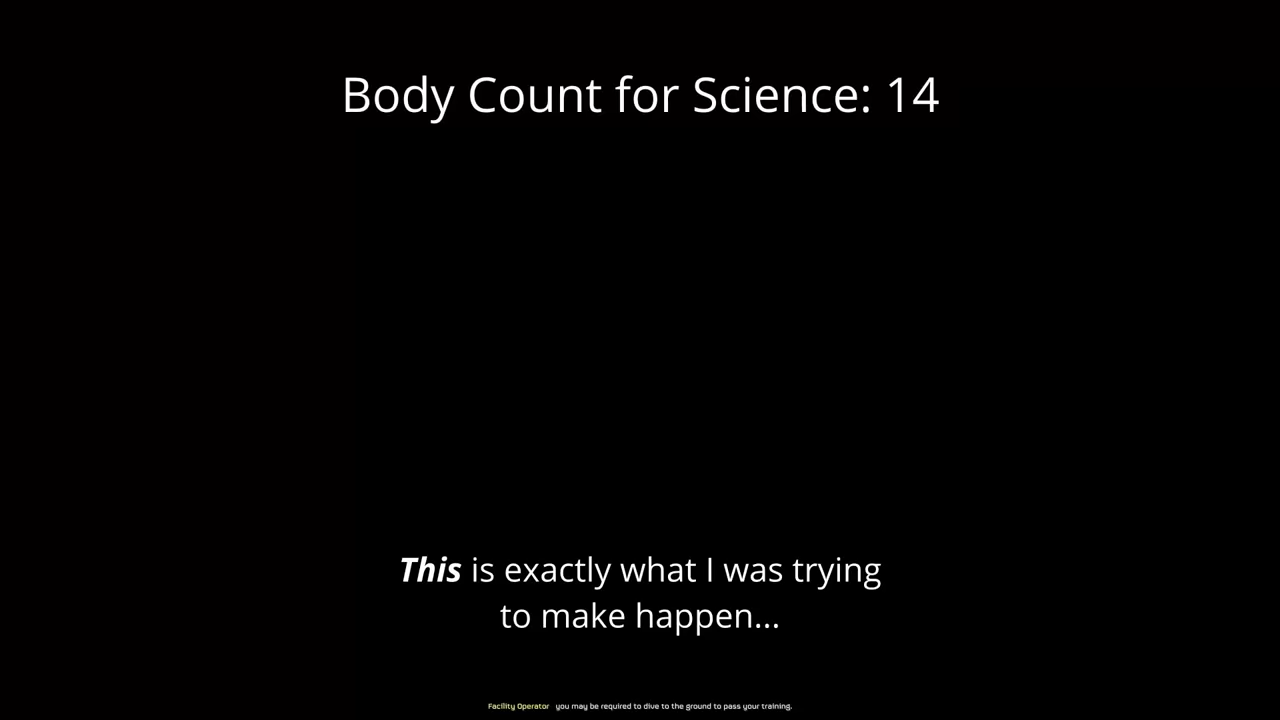 Body Count for Science: 14
This is exactly what I was trying
to make happen...
Facility Operator you may be required to dive to the ground to pass your training.